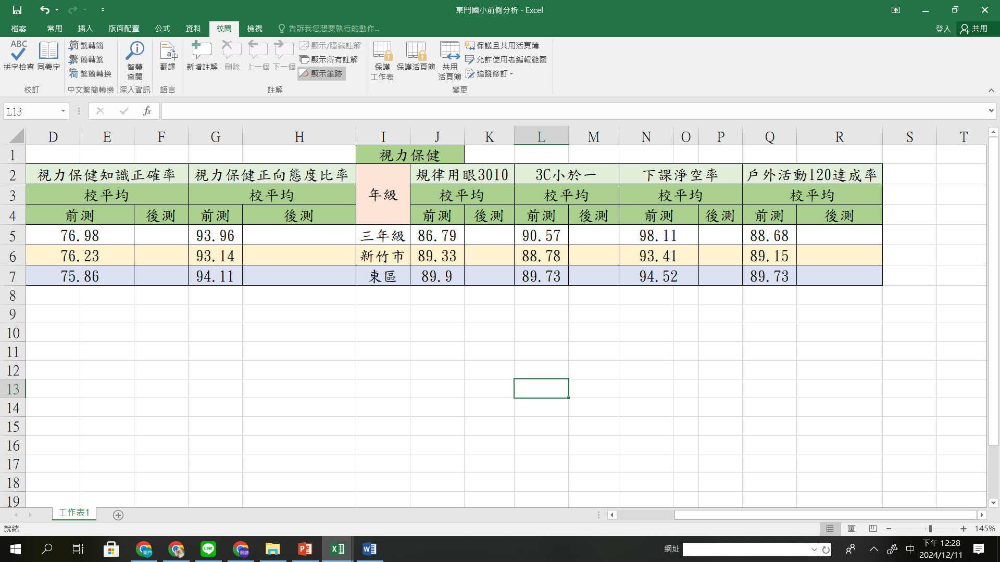 東門國小前側分析 - Excel
檔案 常用 插入 版面配置 公式 資料 校閱 檢視 告訴我您想要執行的動作... 登入 共用
ABC
拼字檢查 同義字
校訂
繁轉簡
簡轉繁
繁簡轉換
中文繁簡轉換
智慧
查閱
深入資訊
翻譯
語言
新增註解 刪除 上一個 下一個
顯示/隱藏註解
顯示所有註解
顯示筆跡
註解
保護
工作表
保護活頁簿
共用
活頁簿
保護且共用活頁簿
允許使用者編輯範圍
追蹤修訂
變更
L13 fx
D E F G H I J K L M N O P Q R S T
1 視力保健
2 視力保健知識正確率 視力保健正向態度比率 年級 規律用眼3010 3C小於一 下課淨空率 戶外活動120達成率
3 校平均 校平均 校平均 校平均 校平均 校平均
4 前測 後測 前測 後測 前測 後測 前測 後測 前測 後測 前測 後測
5 76.98 93.96 三年級 86.79 90.57 98.11 88.68
6 76.23 93.14 新竹市 89.33 88.78 93.41 89.15
7 75.86 94.11 東區 89.9 89.73 94.52 89.73
8
9
10
11
12
13
14
15
16
17
18
19
工作表1
就緒 145%
網址 中 下午 12:28
2024/12/11